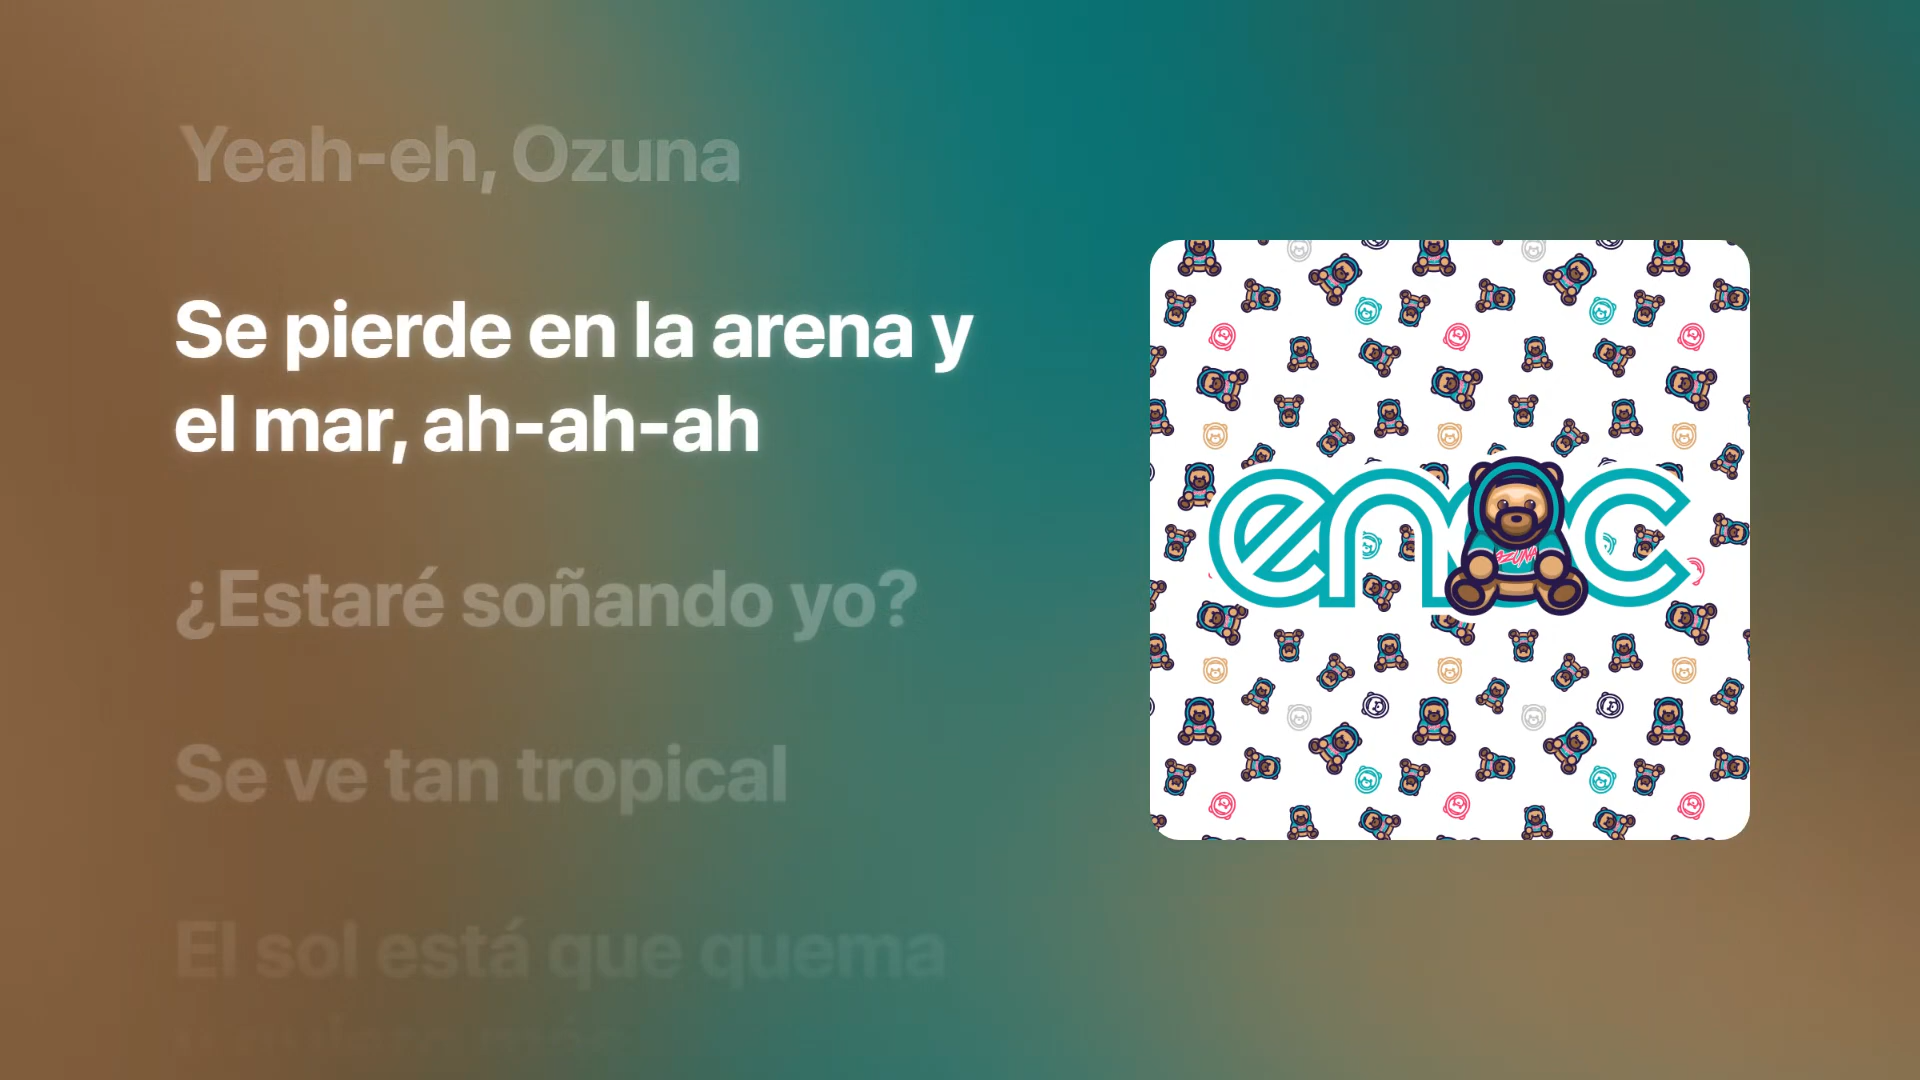 Yeah-eh, Ozuna
Se pierde en la arena y
el mar, ah-ah-ah
¿Estaré soñando yo?
Se ve tan tropical
El sol está que quema
enoc
OZUNA